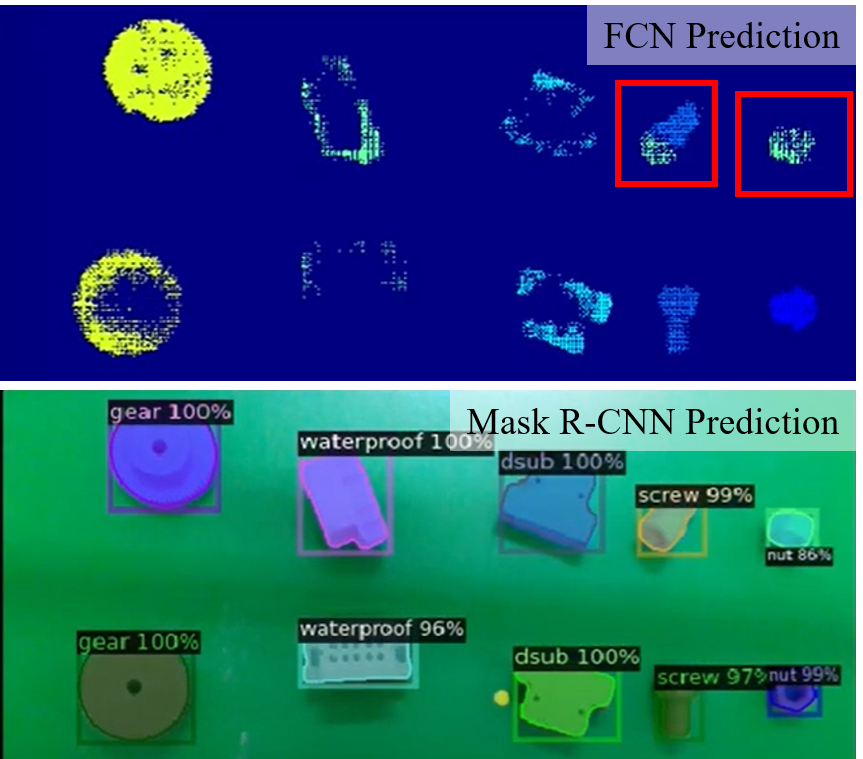 FCN Prediction
Mask R-CNN Prediction
gear 100%
waterproof 100%
dsub 100%
screw 99%
nut 86%
gear 100%
waterproof 96%
dsub 100%
screw 97%
nut 99%